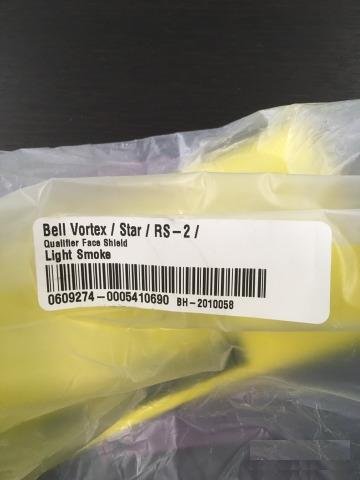 Bell Vortex / Star / RS-2 /
Qualifier Face Shield
Light Smoke
0609274-0005410690 BH-2010058